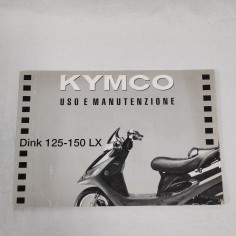 KYMCO
USO E MANUTENZIONE
Dink 125-150 LX